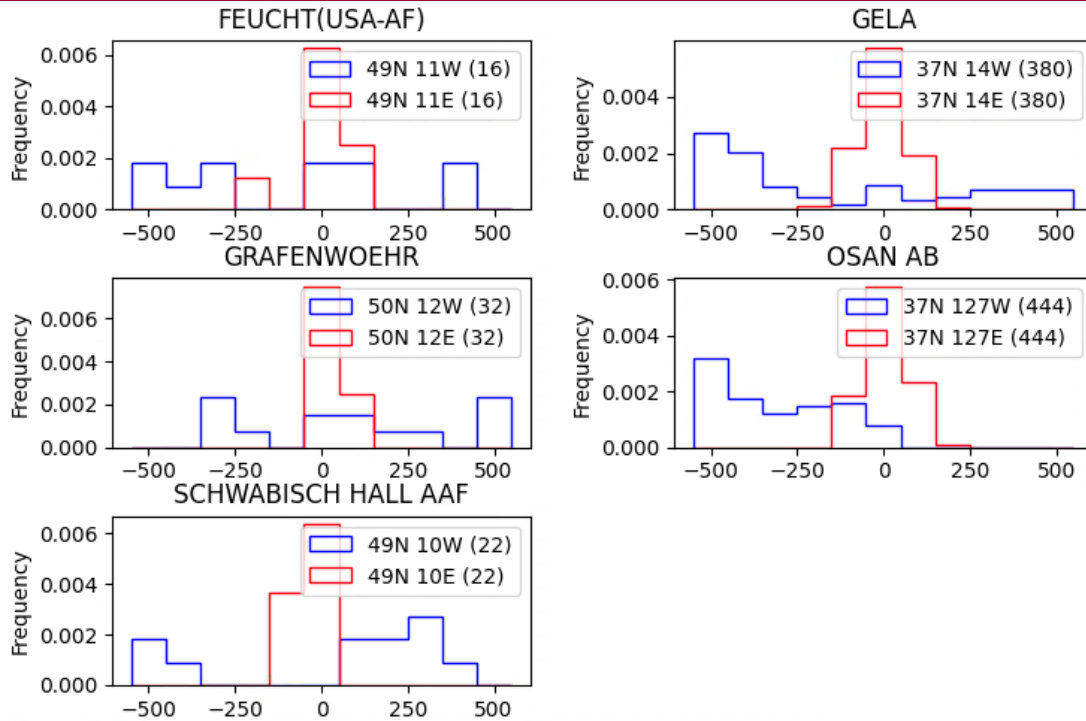 FEUCHT(USA-AF)
Frequency
0.006
0.004
0.002
0.000
49N 11W (16)
49N 11E (16)
−500 −250 0 250 500
GELA
Frequency
0.004
0.002
0.000
37N 14W (380)
37N 14E (380)
−500 −250 0 250 500
GRAFENWOEHR
Frequency
0.006
0.004
0.002
0.000
50N 12W (32)
50N 12E (32)
−500 −250 0 250 500
OSAN AB
Frequency
0.006
0.004
0.002
0.000
37N 127W (444)
37N 127E (444)
−500 −250 0 250 500
SCHWABISCH HALL AAF
Frequency
0.006
0.004
0.002
0.000
49N 10W (22)
49N 10E (22)
−500 −250 0 250 500